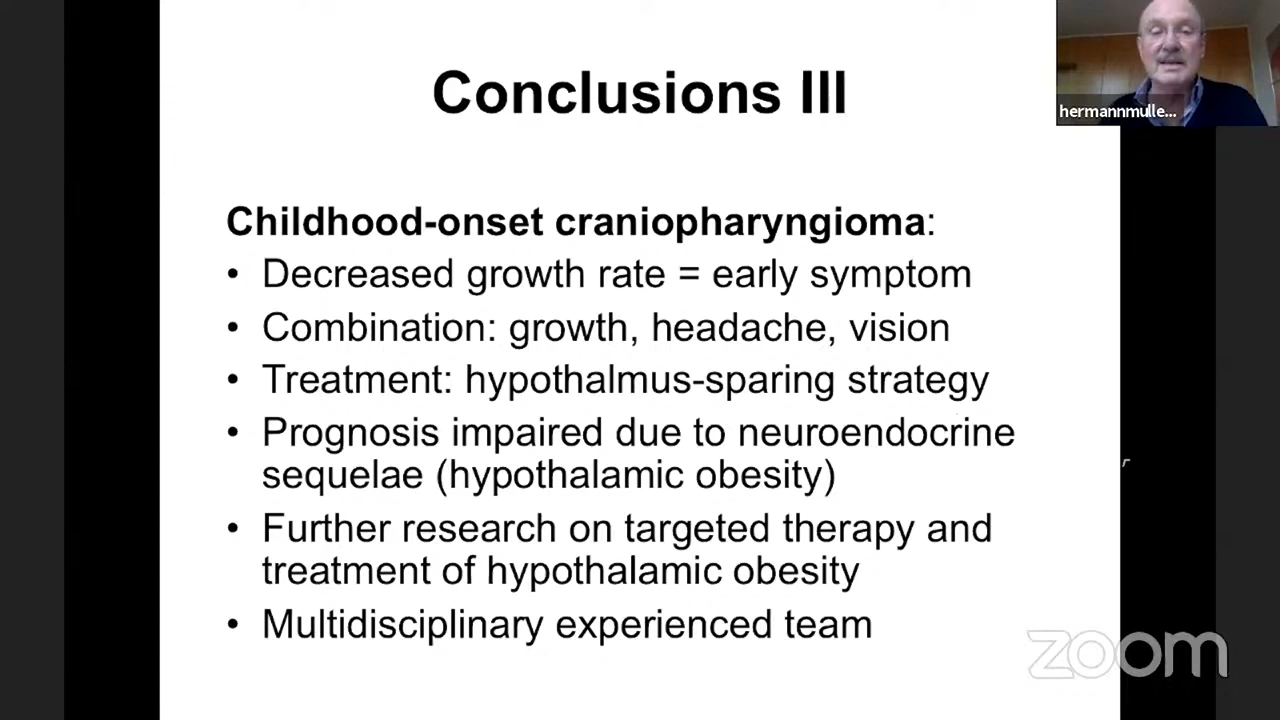 Conclusions III
hermannmulle...
Childhood-onset craniopharyngioma:
• Decreased growth rate = early symptom
• Combination: growth, headache, vision
• Treatment: hypothalmus-sparing strategy
• Prognosis impaired due to neuroendocrine
sequelae (hypothalamic obesity)
r
• Further research on targeted therapy and
treatment of hypothalamic obesity
• Multidisciplinary experienced team
zoom